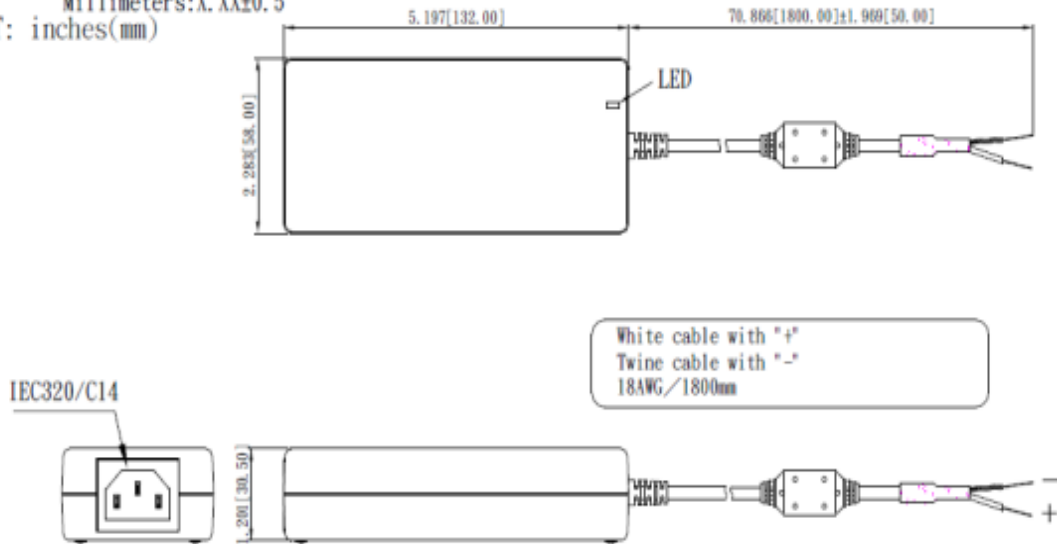 Millimeters:X.XX±0.5
: inches(mm)
5.197[132.00]
70.866[1800.00]±1.969[50.00]
LED
2.283[58.00]
White cable with "+"
Twine cable with "-"
18AWG/1800mm
IEC320/C14
1.201[30.50]
-
+